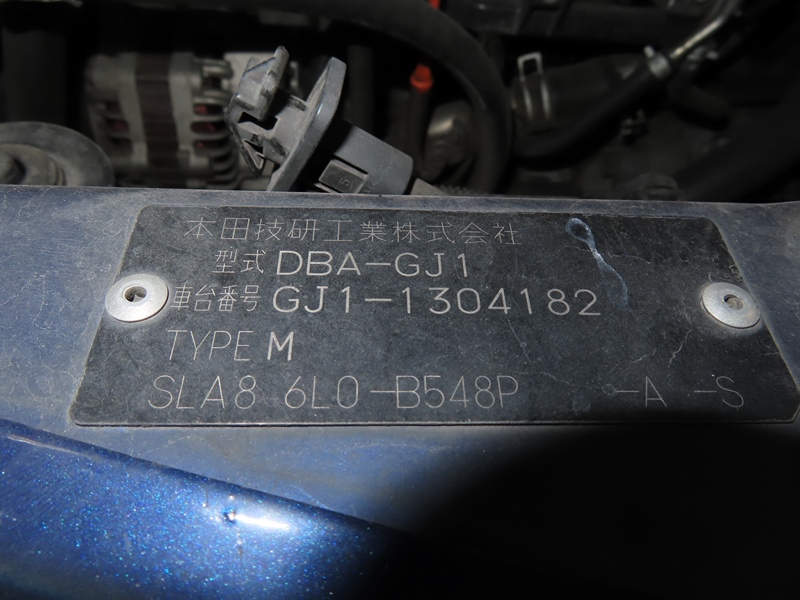 本田技研工業株式会社
型式 DBA-GJ1
車台番号 GJ1-1304182
TYPE M
SLA8 6L0-B548P -A -S